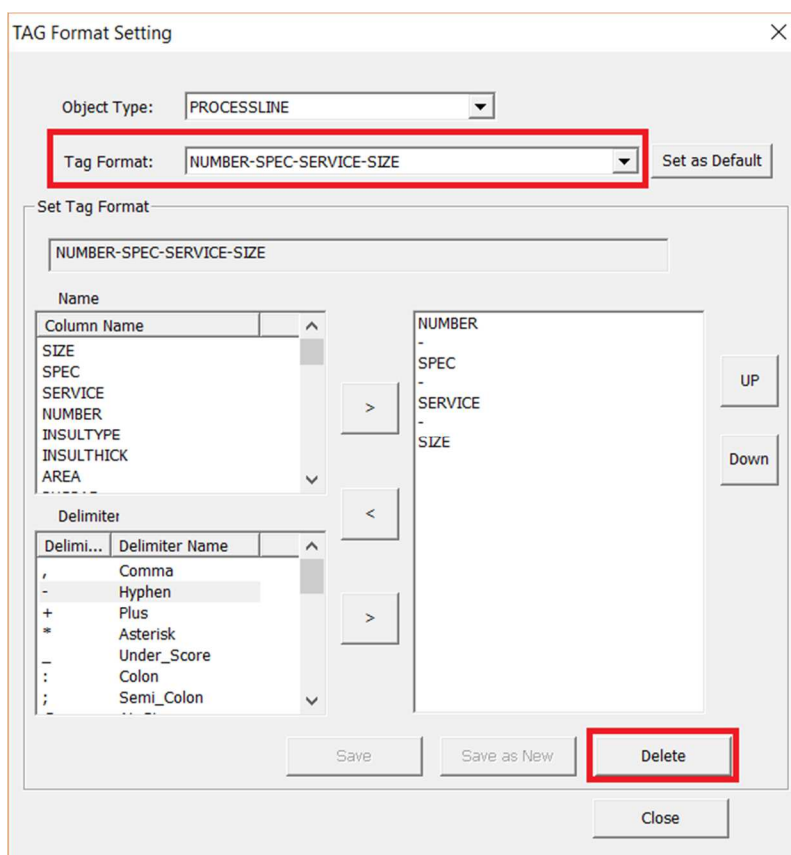 TAG Format Setting
Object Type: PROCESSLINE
Tag Format: NUMBER-SPEC-SERVICE-SIZE Set as Default
Set Tag Format
NUMBER-SPEC-SERVICE-SIZE
Name
Column Name
SIZE
SPEC
SERVICE
NUMBER
INSULTYPE
INSULTHICK
AREA
>
<
NUMBER
-
SPEC
-
SERVICE
-
SIZE
UP
Down
Delimiter
Delimi... Delimiter Name
, Comma
- Hyphen
+ Plus
* Asterisk
_ Under_Score
: Colon
; Semi_Colon
>
Save Save as New Delete
Close